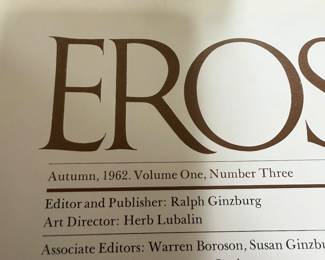 EROS
Autumn, 1962. Volume One, Number Three
Editor and Publisher: Ralph Ginzburg
Art Director: Herb Lubalin
Associate Editors: Warren Boroson, Susan Ginzbu